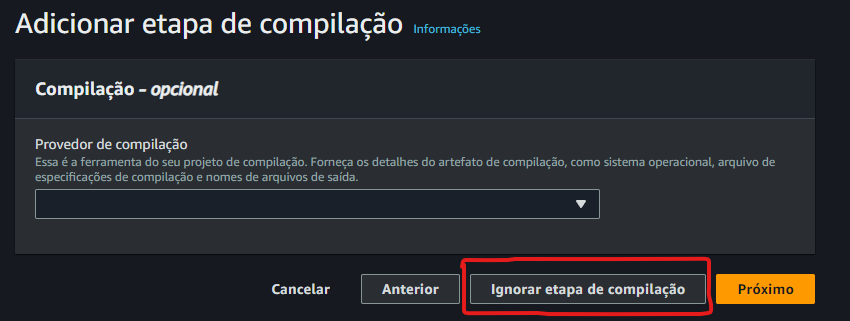 Adicionar etapa de compilação Informações
Compilação - opcional
Provedor de compilação
Essa é a ferramenta do seu projeto de compilação. Forneça os detalhes do artefato de compilação, como sistema operacional, arquivo de
especificações de compilação e nomes de arquivos de saída.
Cancelar Anterior Ignorar etapa de compilação Próximo